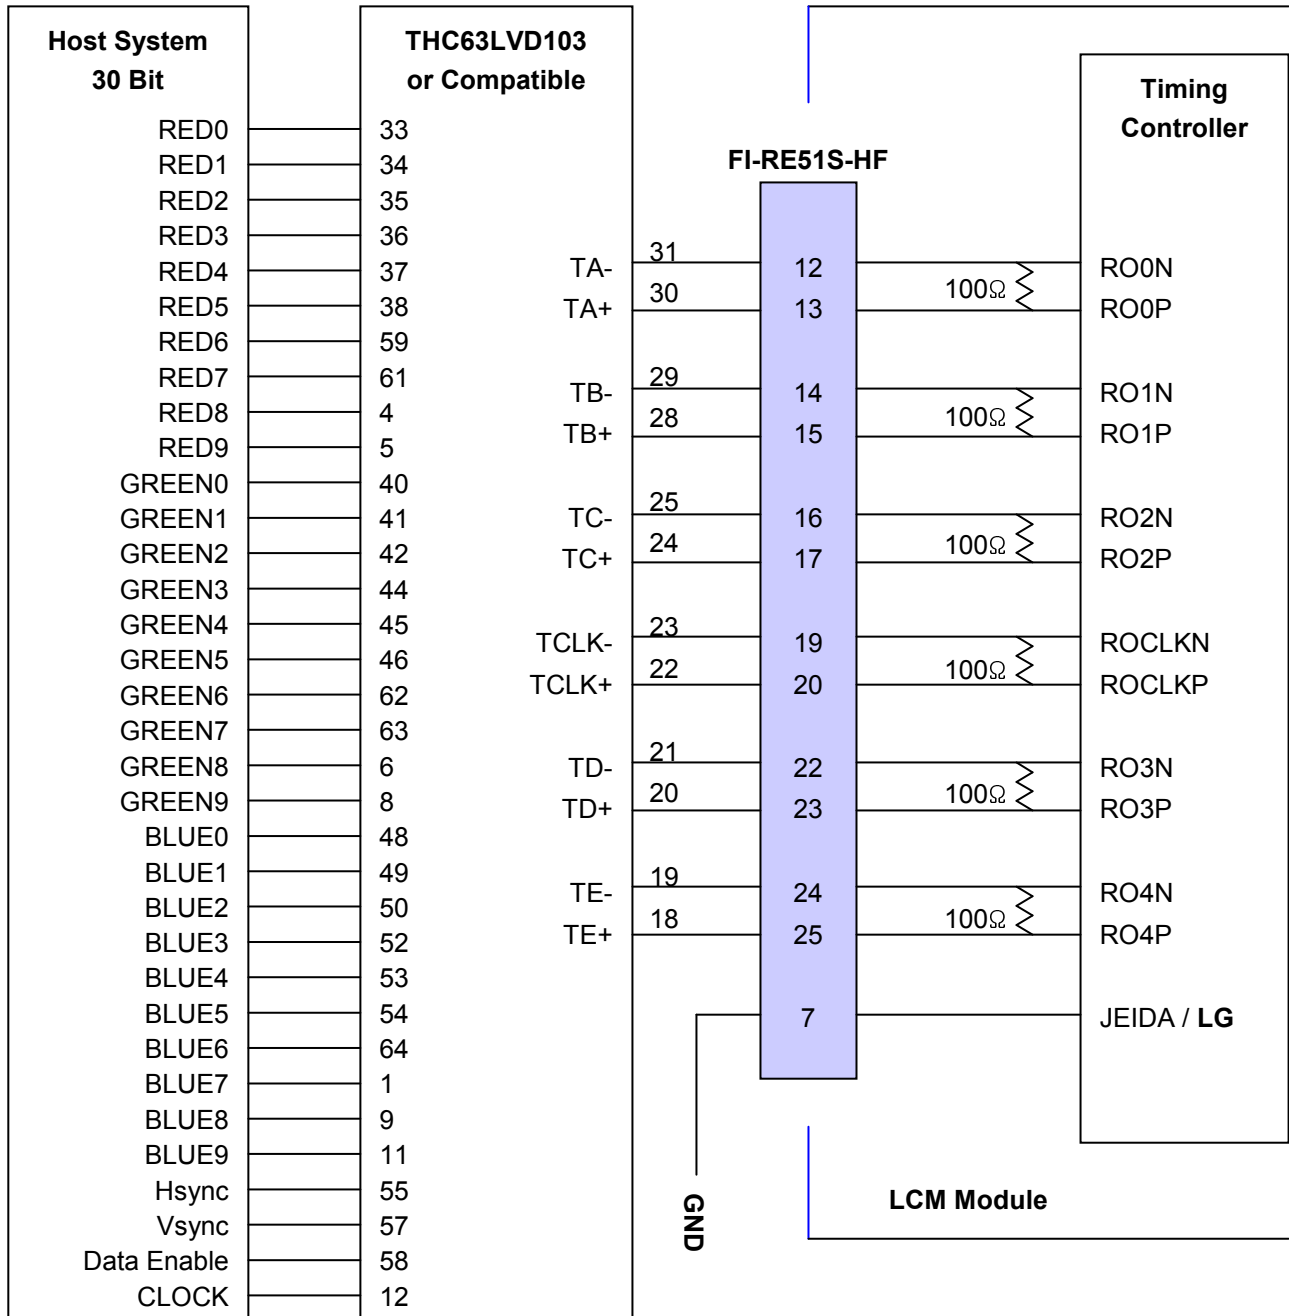 Host System
30 Bit
RED0
RED1
RED2
RED3
RED4
RED5
RED6
RED7
RED8
RED9
GREEN0
GREEN1
GREEN2
GREEN3
GREEN4
GREEN5
GREEN6
GREEN7
GREEN8
GREEN9
BLUE0
BLUE1
BLUE2
BLUE3
BLUE4
BLUE5
BLUE6
BLUE7
BLUE8
BLUE9
Hsync
Vsync
Data Enable
CLOCK
THC63LVD103
or Compatible
33
34
35
36
37
38
59
61
4
5
40
41
42
44
45
46
62
63
6
8
48
49
50
52
53
54
64
1
9
11
55
57
58
12
TA-
TA+
TB-
TB+
TC-
TC+
TCLK-
TCLK+
TD-
TD+
TE-
TE+
31
30
29
28
25
24
23
22
21
20
19
18
GND
FI-RE51S-HF
12
13
14
15
16
17
19
20
22
23
24
25
7
100Ω
100Ω
100Ω
100Ω
100Ω
100Ω
Timing
Controller
RO0N
RO0P
RO1N
RO1P
RO2N
RO2P
ROCLKN
ROCLKP
RO3N
RO3P
RO4N
RO4P
JEIDA / LG
LCM Module